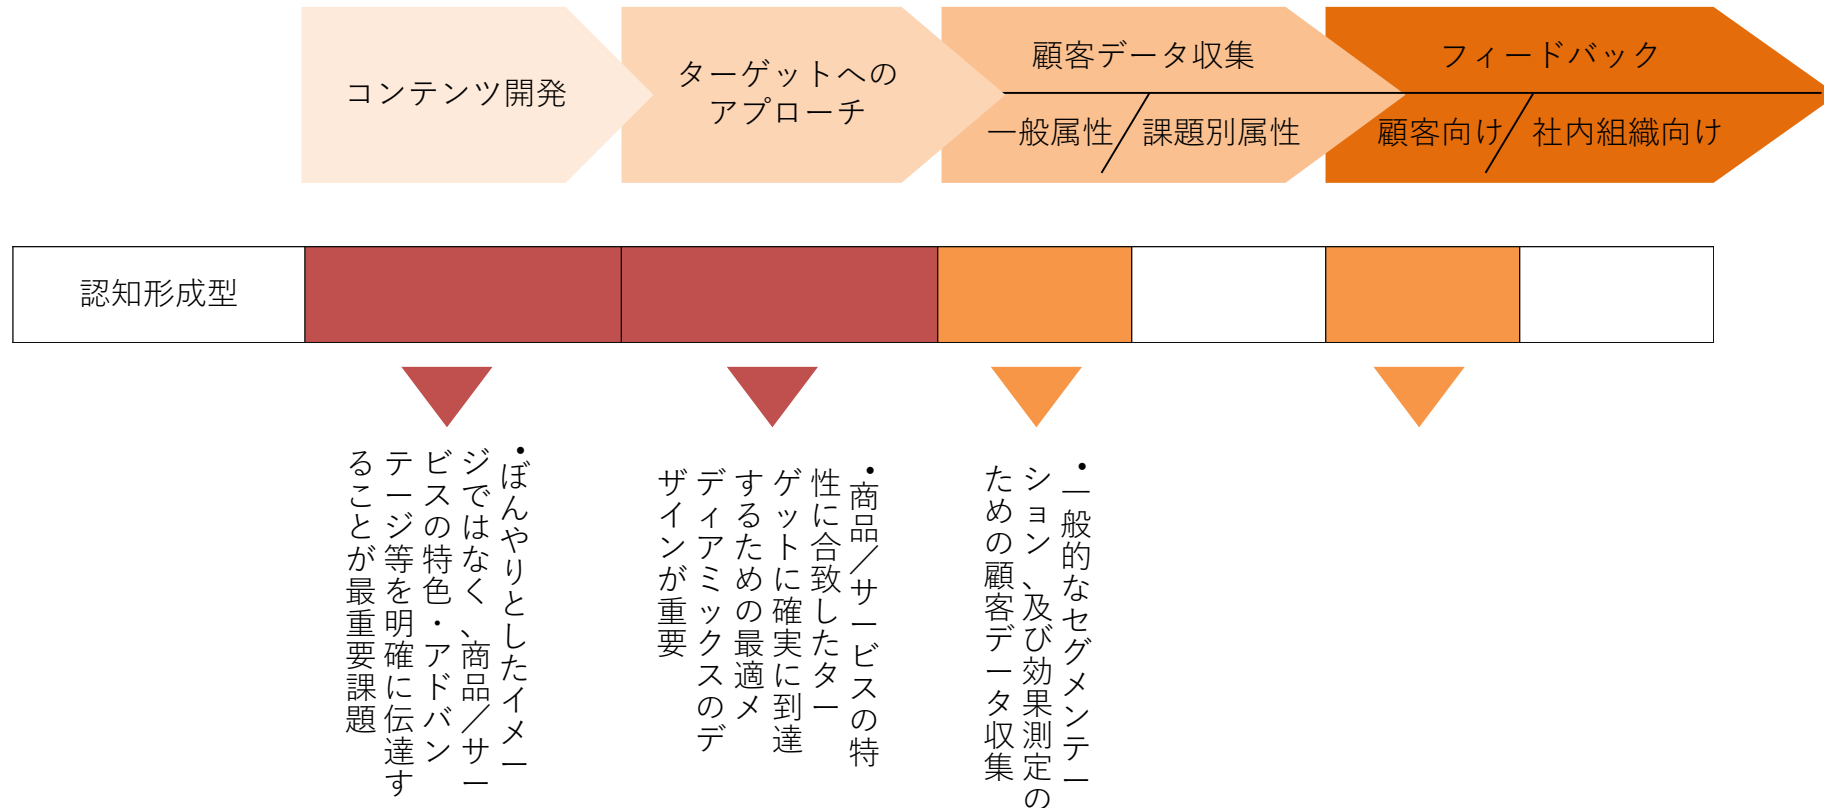 コンテンツ開発
ターゲットへの
アプローチ
顧客データ収集
一般属性/課題別属性
フィードバック
顧客向け/社内組織向け
認知形成型
•ぼんやりとしたイメー
ジではなく、商品／サー
ビスの特色・アドバン
テージ等を明確に伝達す
ることが最重要課題
•商品／サービスの特
性に合致したター
ゲットに確実に到達
するための最適メ
ディアミックスのデ
ザインが重要
•一般的なセグメンテー
ション、及び効果測定の
ための顧客データ収集